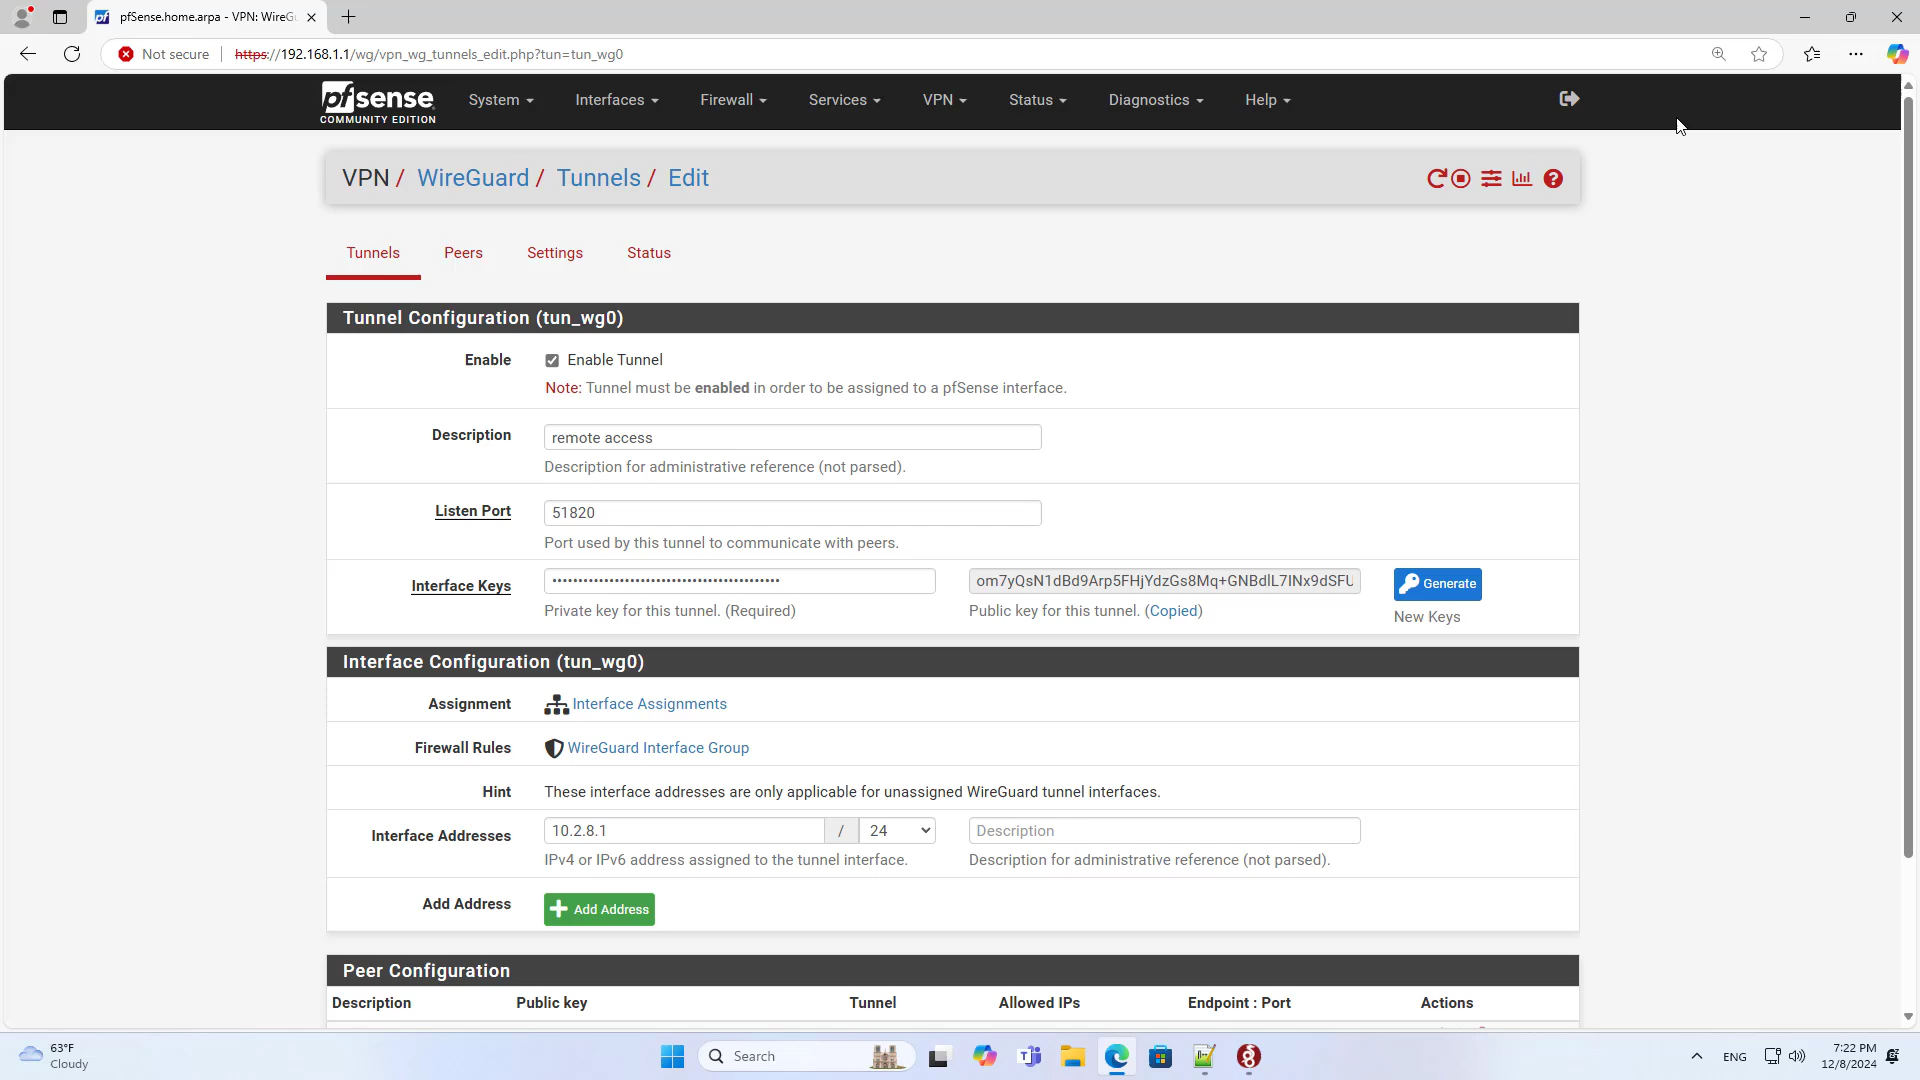 pfSense.home.arpa - VPN: WireGu
Not secure
https://192.168.1.1/wg/vpn_wg_tunnels_edit.php?tun=tun_wg0
pfsense
COMMUNITY EDITION
System
Interfaces
Firewall
Services
VPN
Status
Diagnostics
Help
VPN / WireGuard / Tunnels / Edit
Tunnels
Peers
Settings
Status
Tunnel Configuration (tun_wg0)
Enable
Enable Tunnel
Note: Tunnel must be enabled in order to be assigned to a pfSense interface.
Description
remote access
Description for administrative reference (not parsed).
Listen Port
51820
Port used by this tunnel to communicate with peers.
Interface Keys
om7yQsN1dBd9Arp5FHjYdzGs8Mq+GNBdlL7INx9dSFU
Generate
Private key for this tunnel. (Required)
Public key for this tunnel. (Copied)
New Keys
Interface Configuration (tun_wg0)
Assignment
Interface Assignments
Firewall Rules
WireGuard Interface Group
Hint
These interface addresses are only applicable for unassigned WireGuard tunnel interfaces.
Interface Addresses
10.2.8.1
/
24
Description
IPv4 or IPv6 address assigned to the tunnel interface.
Description for administrative reference (not parsed).
Add Address
Add Address
Peer Configuration
Description
Public key
Tunnel
Allowed IPs
Endpoint : Port
Actions
63°F
Cloudy
Search
ENG
7:22 PM
12/8/2024